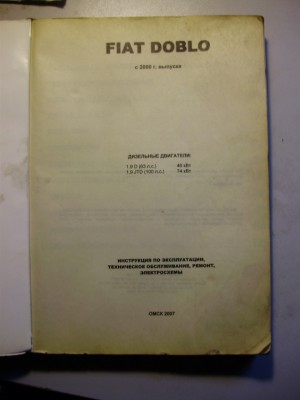 FIAT DOBLO
с 2000 г. выпуска
ДИЗЕЛЬНЫЕ ДВИГАТЕЛИ
1.9 D (63 л.с.) 46 кВт
1.9 JTD (100 л.с.) 74 кВт
ИНСТРУКЦИЯ ПО ЭКСПЛУАТАЦИИ,
ТЕХНИЧЕСКОЕ ОБСЛУЖИВАНИЕ, РЕМОНТ,
ЭЛЕКТРОСХЕМЫ
ОМСК 2007